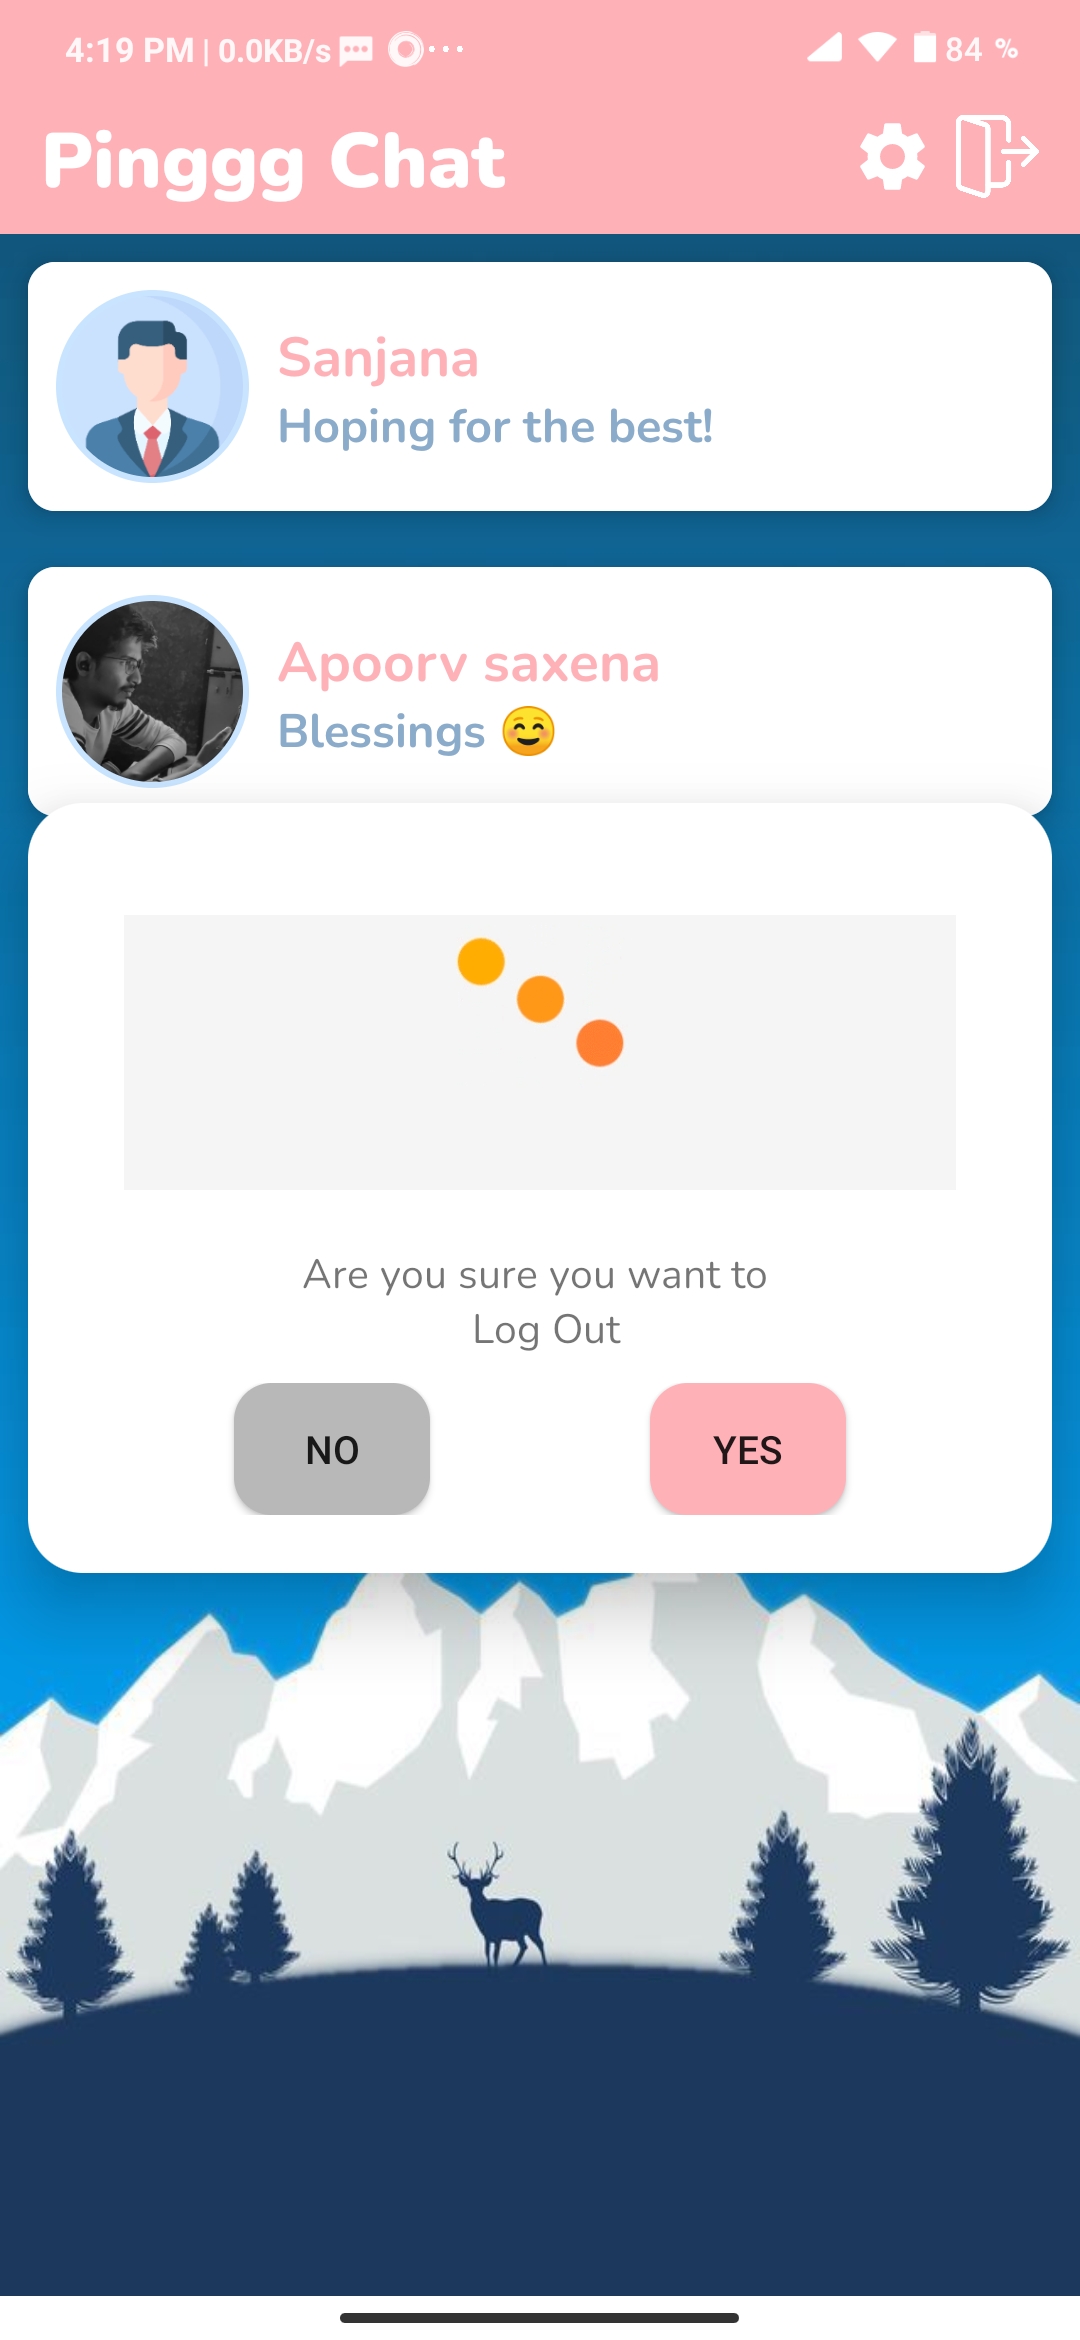 4:19 PM | 0.0KB/s
84 %
Pinggg Chat
Sanjana
Hoping for the best!
Apoorv saxena
Blessings ☺️
Are you sure you want to
Log Out
NO
YES